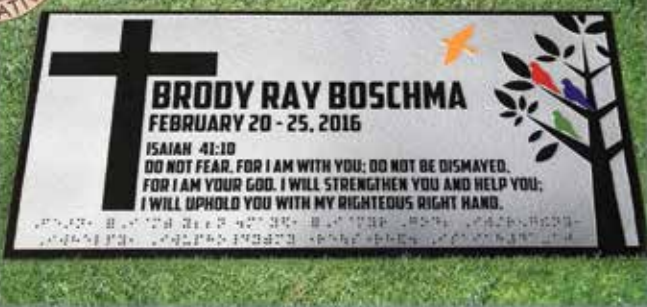 BRODY RAY BOSCHMA
FEBRUARY 20 - 25, 2016
ISAIAH 41:10
DO NOT FEAR, FOR I AM WITH YOU; DO NOT BE DISMAYED,
FOR I AM YOUR GOD. I WILL STRENGTHEN YOU AND HELP YOU;
I WILL UPHOLD YOU WITH MY RIGHTEOUS RIGHT HAND.